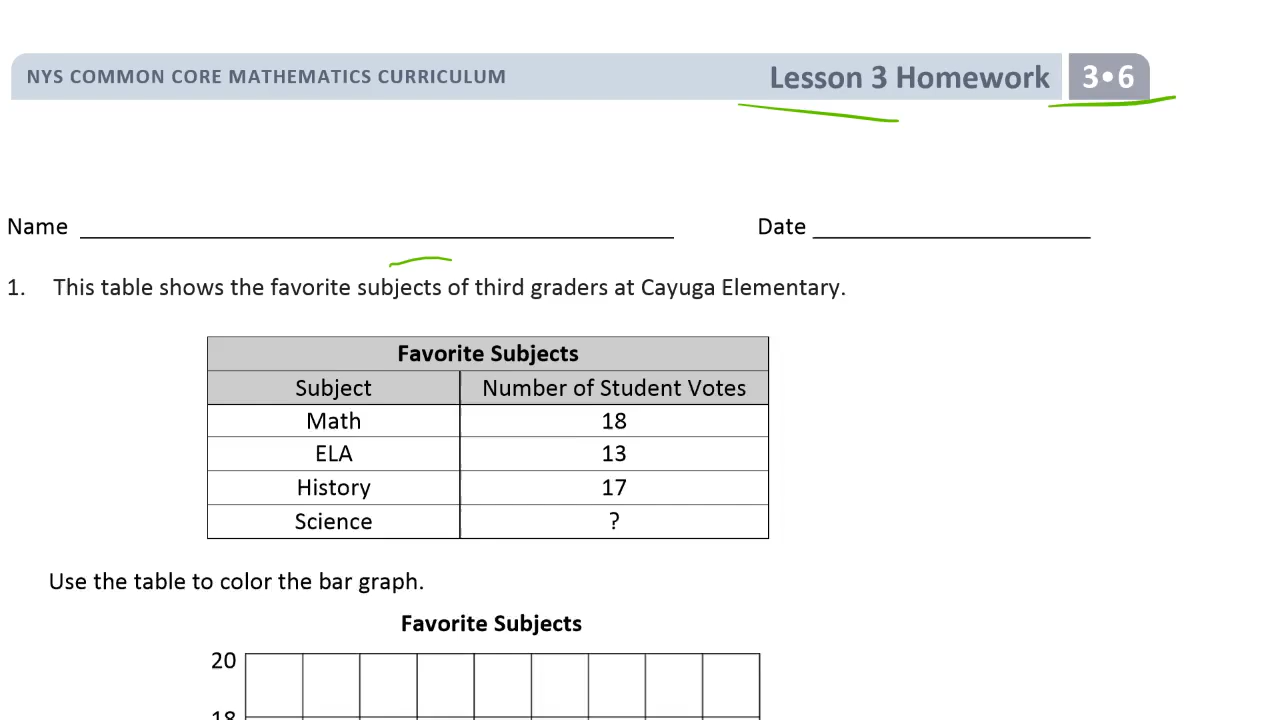 NYS COMMON CORE MATHEMATICS CURRICULUM Lesson 3 Homework 3•6
Name Date
1. This table shows the favorite subjects of third graders at Cayuga Elementary.
Favorite Subjects
Subject Number of Student Votes
Math 18
ELA 13
History 17
Science ?
Use the table to color the bar graph.
Favorite Subjects
20
18